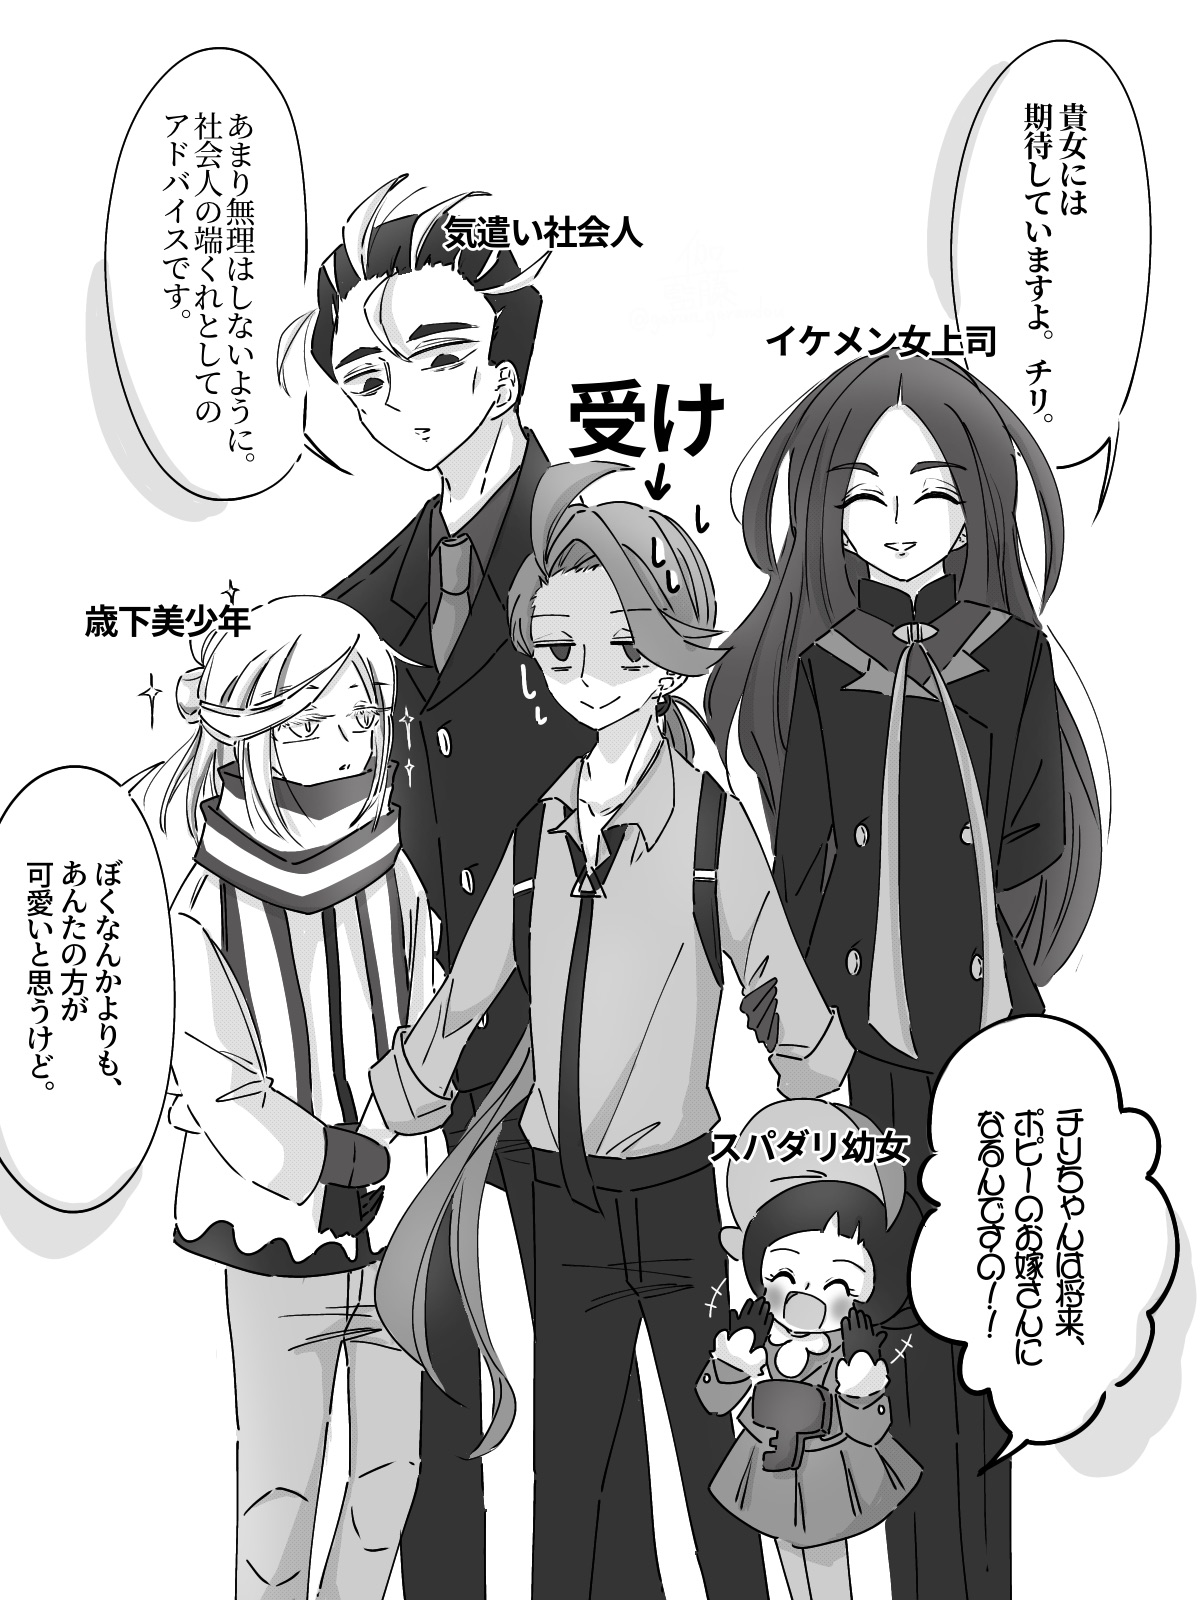 貴女には
期待していますよ。チリ。
イケメン女上司
あまり無理はしないように。
社会人の端くれとしての
アドバイスです。
気遣い社会人
受け
歳下美少年
ぼくなんかよりも、
あんたの方が
可愛いと思うけど。
スパダリ幼女
チリちゃんは将来、
ポピーのお嫁さんに
なるんですの!!